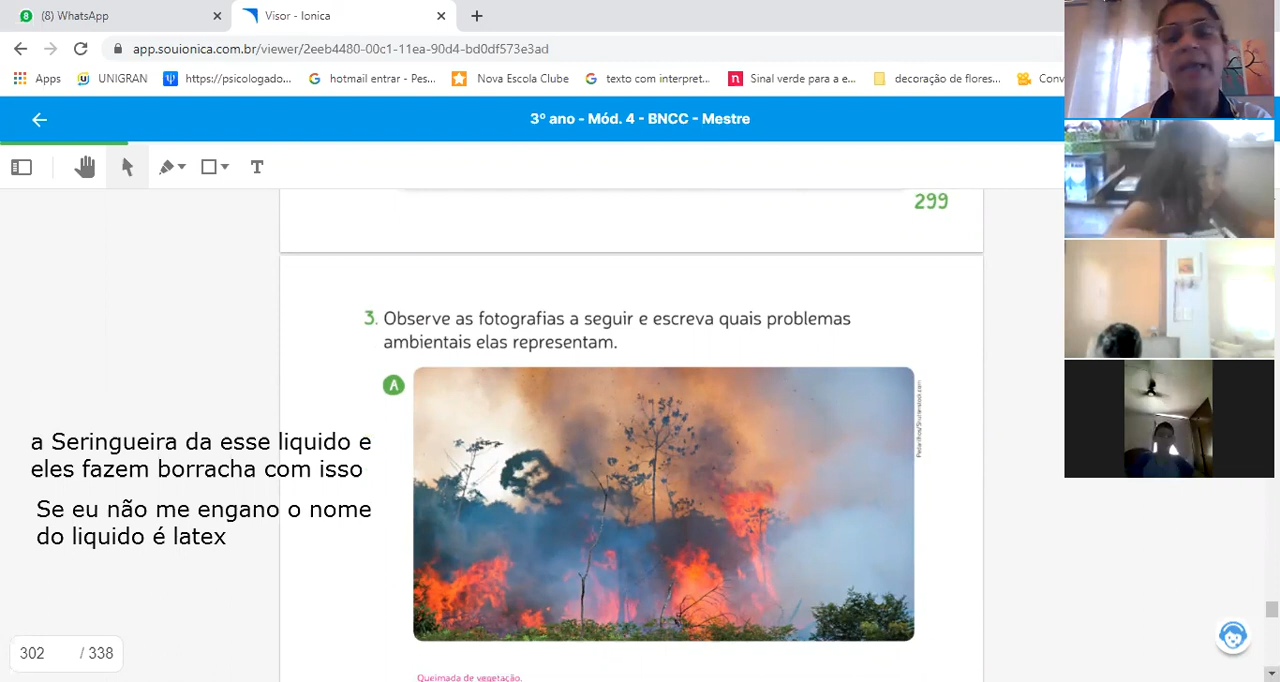 (8) WhatsApp
Visor - Ionica
app.souionica.com.br/viewer/2eeb4480-00c1-11ea-90d4-bd0df573e3ad
Apps UNIGRAN https://psicologado... hotmail entrar - Pes... Nova Escola Clube texto com interpret... Sinal verde para a e... decoração de flores... Conv
3º ano - Mód. 4 - BNCC - Mestre
T
299
3. Observe as fotografias a seguir e escreva quais problemas
ambientais elas representam.
A
a Seringueira da esse liquido e
eles fazem borracha com isso
Se eu não me engano o nome
do liquido é latex
302 / 338
Queimada de vegetação.